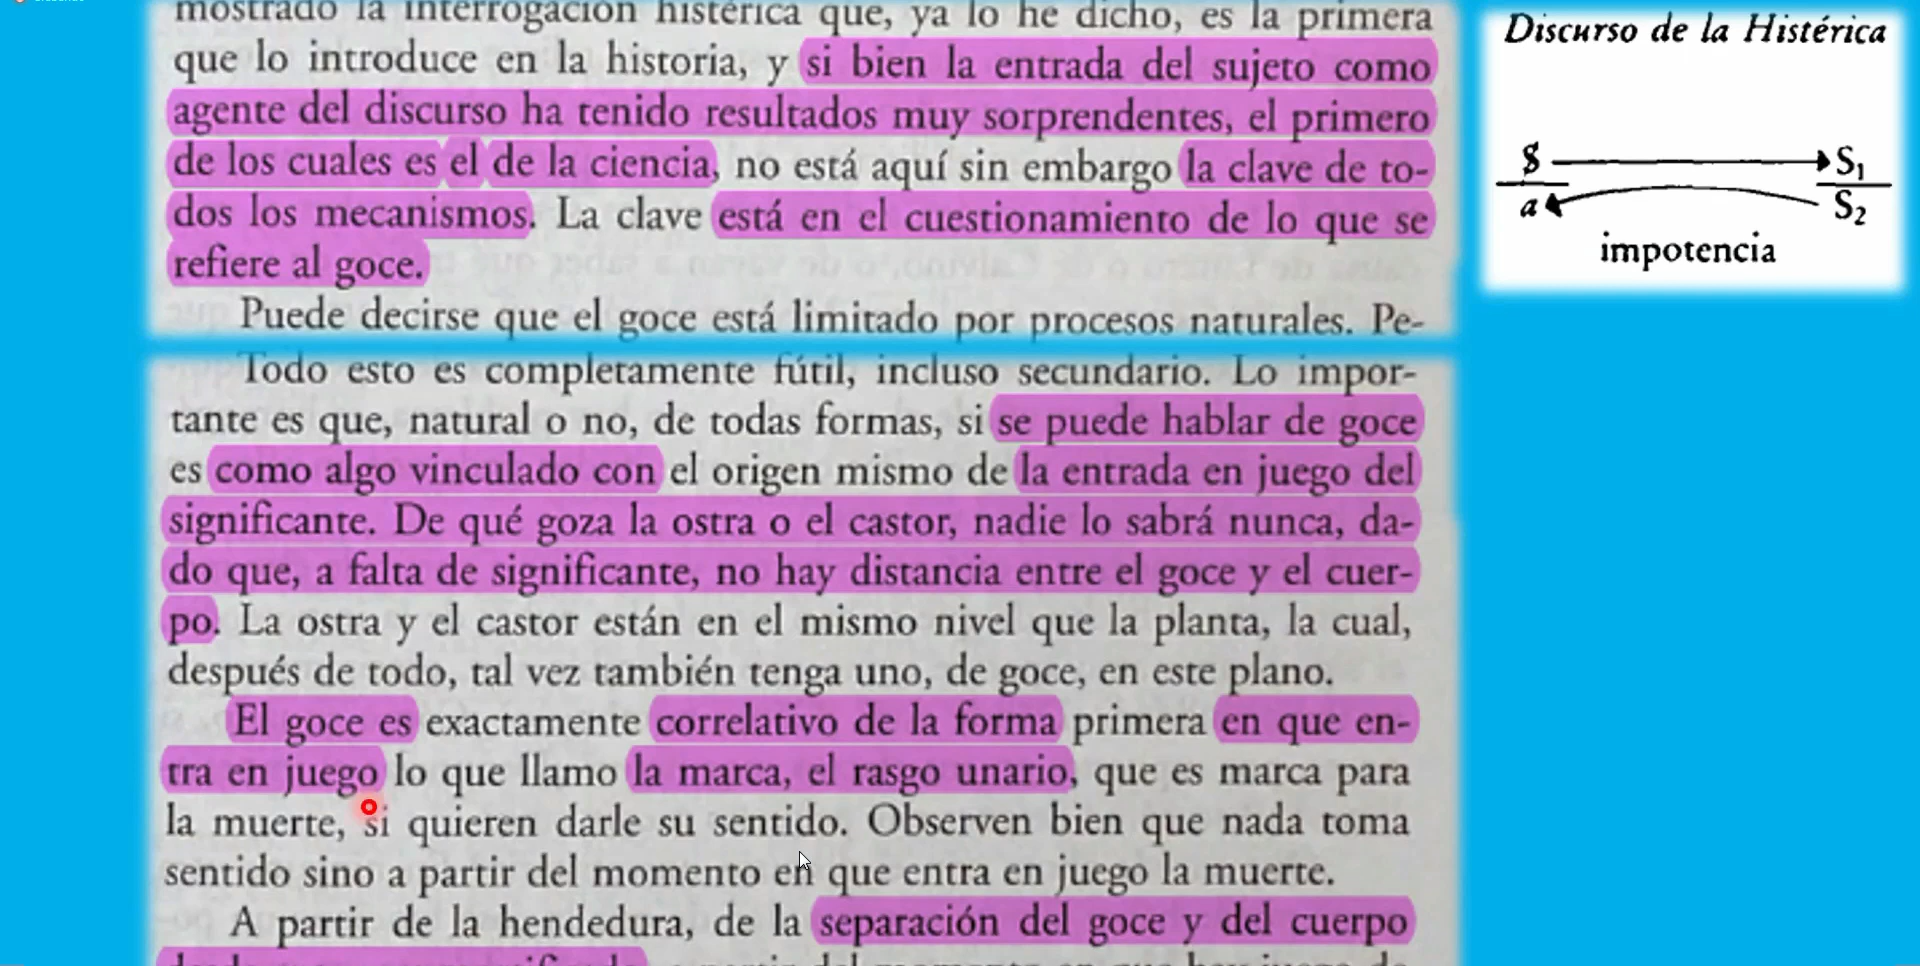 mostrado la interrogación histérica que, ya lo he dicho, es la primera
que lo introduce en la historia, y si bien la entrada del sujeto como
agente del discurso ha tenido resultados muy sorprendentes, el primero
de los cuales es el de la ciencia, no está aquí sin embargo la clave de to-
dos los mecanismos. La clave está en el cuestionamiento de lo que se
refiere al goce.
Puede decirse que el goce está limitado por procesos naturales. Pe-
Todo esto es completamente fútil, incluso secundario. Lo impor-
tante es que, natural o no, de todas formas, si se puede hablar de goce
es como algo vinculado con el origen mismo de la entrada en juego del
significante. De qué goza la ostra o el castor, nadie lo sabrá nunca, da-
do que, a falta de significante, no hay distancia entre el goce y el cuer-
po. La ostra y el castor están en el mismo nivel que la planta, la cual,
después de todo, tal vez también tenga uno, de goce, en este plano.
El goce es exactamente correlativo de la forma primera en que en-
tra en juego lo que llamo la marca, el rasgo unario, que es marca para
la muerte, si quieren darle su sentido. Observen bien que nada toma
sentido sino a partir del momento en que entra en juego la muerte.
A partir de la hendedura, de la separación del goce y del cuerpo
Discurso de la Histérica
$ S₁
a S₂
impotencia